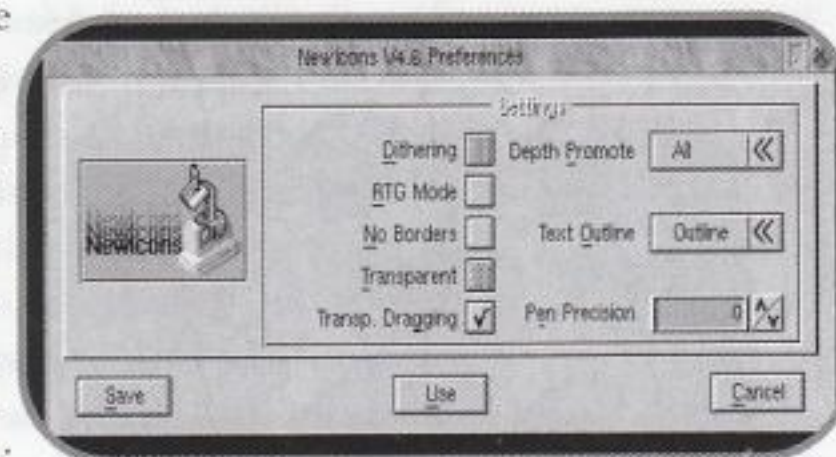 e
NewIcons V4.6 Preferences
Settings
Dithering
Depth Promote
All
RTG Mode
No Borders
Text Outline
Outline
NewIcons
NewIcons
Transparent
Transp. Dragging
Pen Precision
0
Save
Use
Cancel
.